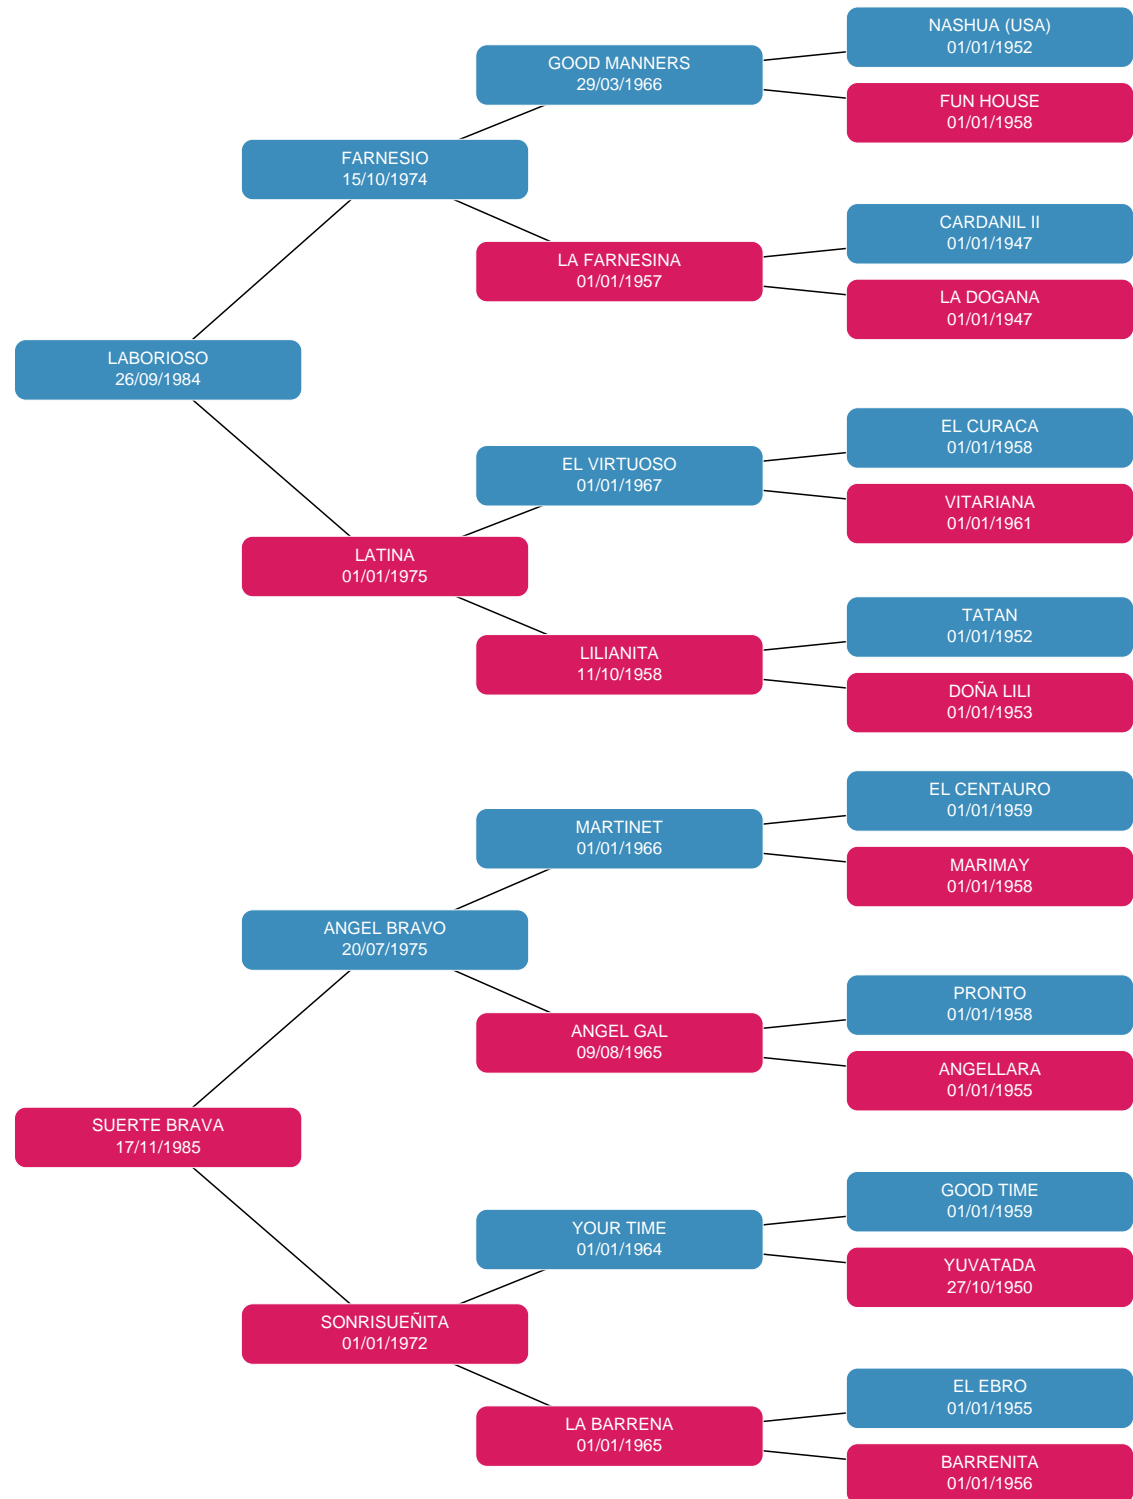 NASHUA (USA)
01/01/1952
GOOD MANNERS
29/03/1966
FUN HOUSE
01/01/1958
FARNESIO
15/10/1974
CARDANIL II
01/01/1947
LA FARNESINA
01/01/1957
LA DOGANA
01/01/1947
LABORIOSO
26/09/1984
EL CURACA
01/01/1958
EL VIRTUOSO
01/01/1967
VITARIANA
01/01/1961
LATINA
01/01/1975
TATAN
01/01/1952
LILIANITA
11/10/1958
DOÑA LILI
01/01/1953
EL CENTAURO
01/01/1959
MARTINET
01/01/1966
MARIMAY
01/01/1958
ANGEL BRAVO
20/07/1975
PRONTO
01/01/1958
ANGEL GAL
09/08/1965
ANGELLARA
01/01/1955
SUERTE BRAVA
17/11/1985
GOOD TIME
01/01/1959
YOUR TIME
01/01/1964
YUVATADA
27/10/1950
SONRISUEÑITA
01/01/1972
EL EBRO
01/01/1955
LA BARRENA
01/01/1965
BARRENITA
01/01/1956